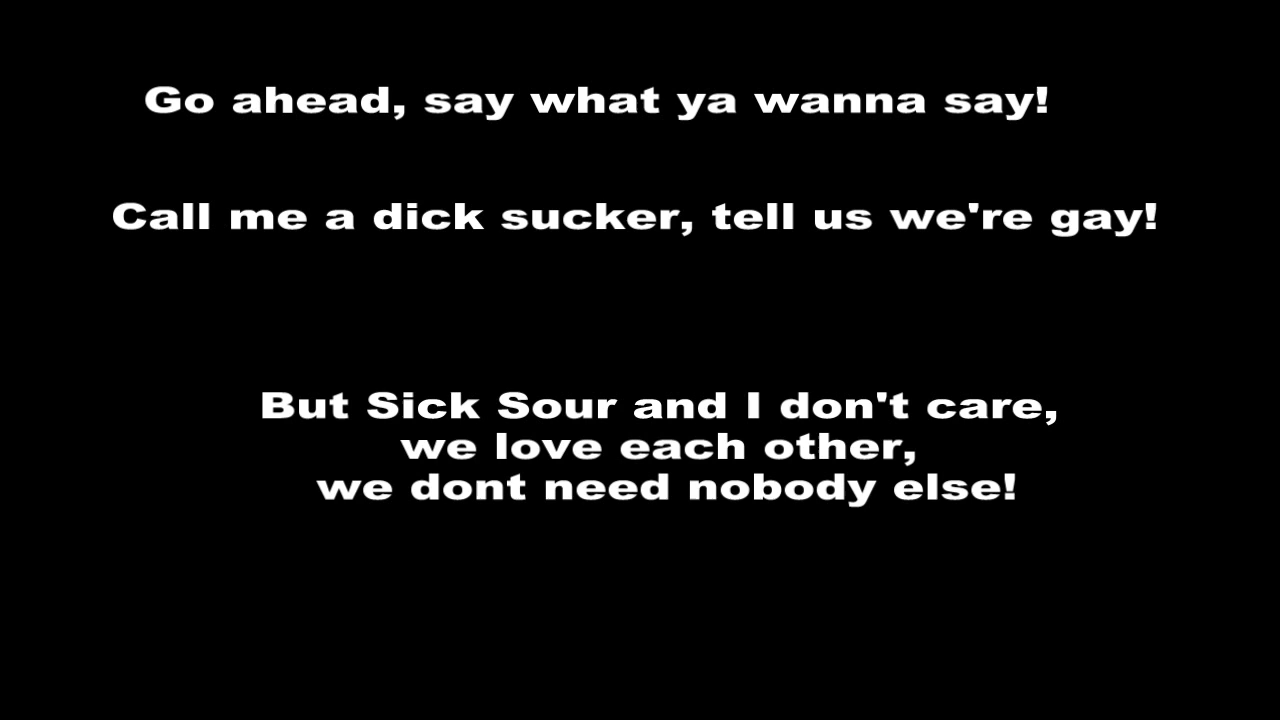 Go ahead, say what ya wanna say!
Call me a dick sucker, tell us we're gay!
But Sick Sour and I don't care,
we love each other,
we dont need nobody else!